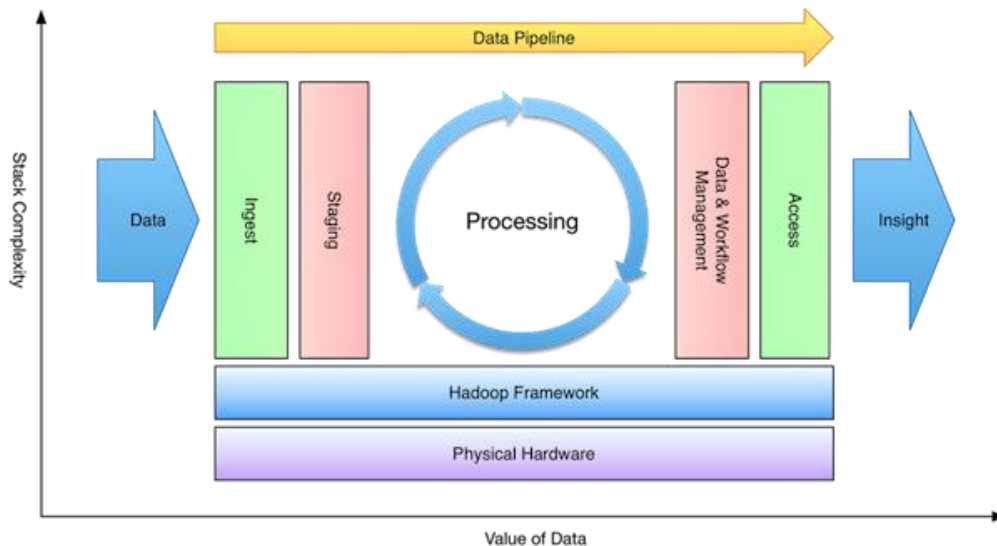 Data Pipeline
Stack Complexity
Data
Ingest
Staging
Processing
Data & Workflow
Management
Access
Insight
Hadoop Framework
Physical Hardware
Value of Data